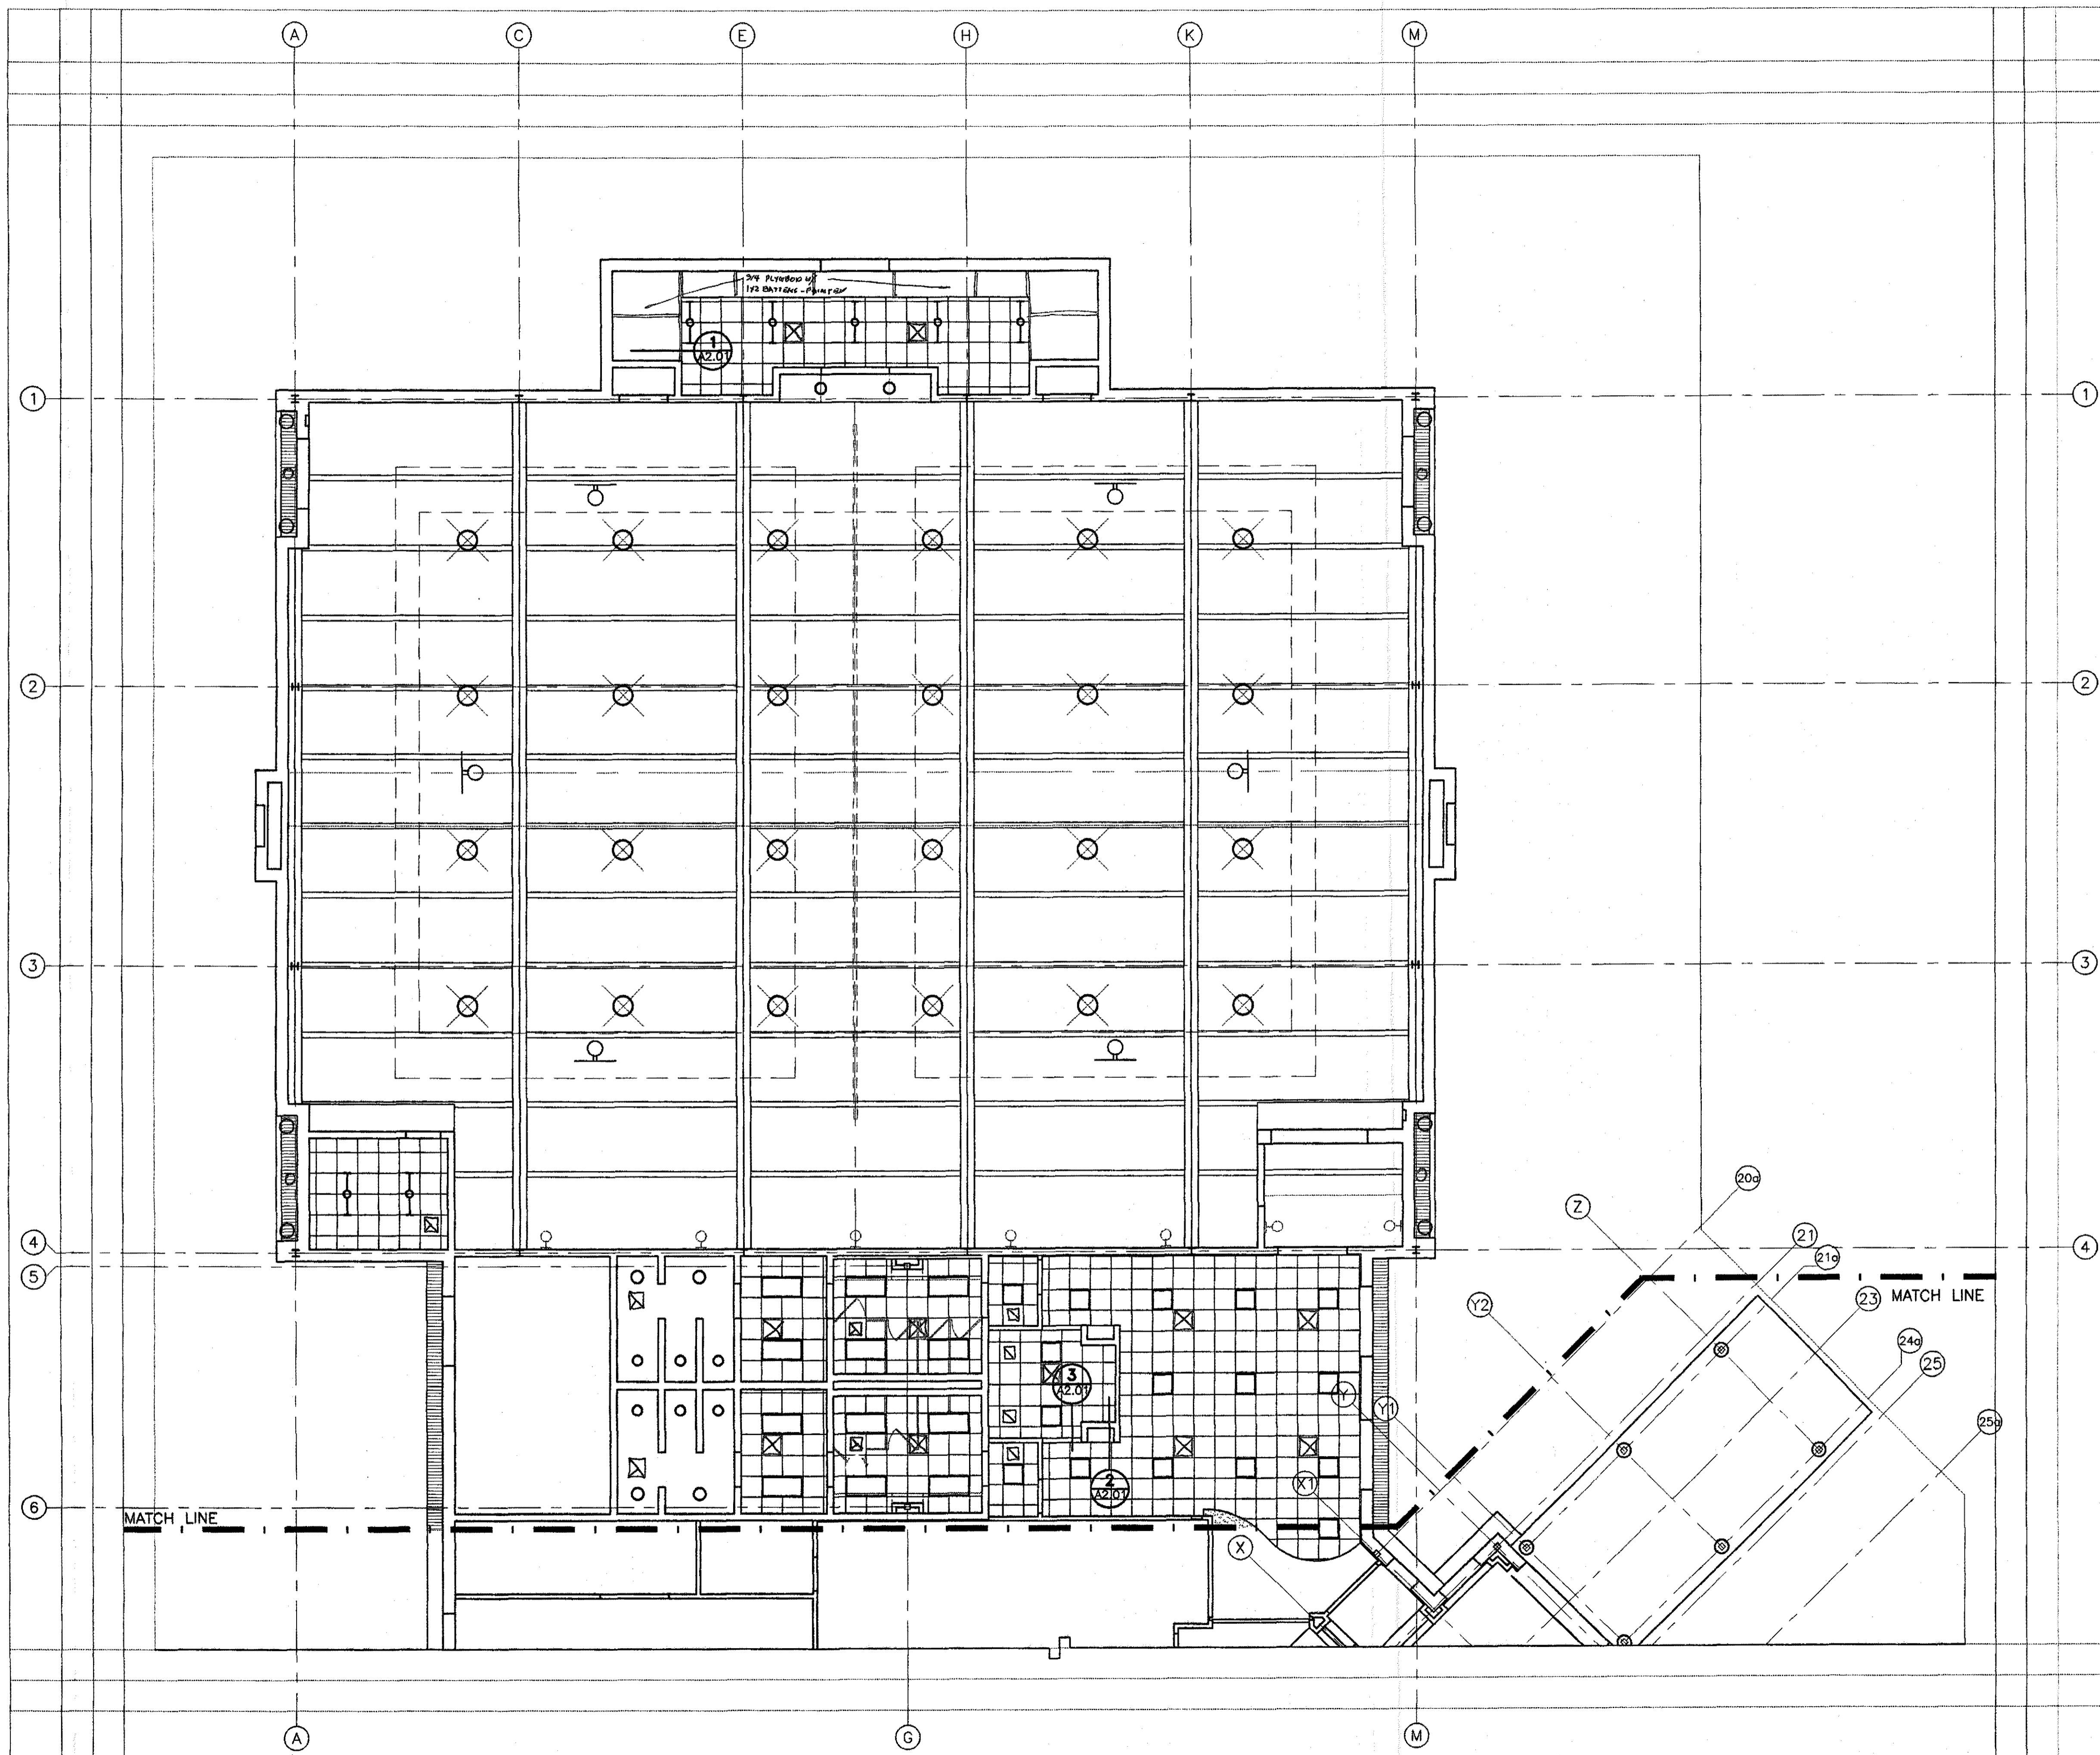 A C E H K M
3/4 PLYWOOD W/
1X2 BATTENS - PAINTED
1
A2.01
1 1
2 2
3 3
20a
Z
4 21 4
21a
5
Y2 23 MATCH LINE
24a
25
3
A2.01
Y Y1
25a
X1
2
A2.01
6
MATCH LINE
X
A G M